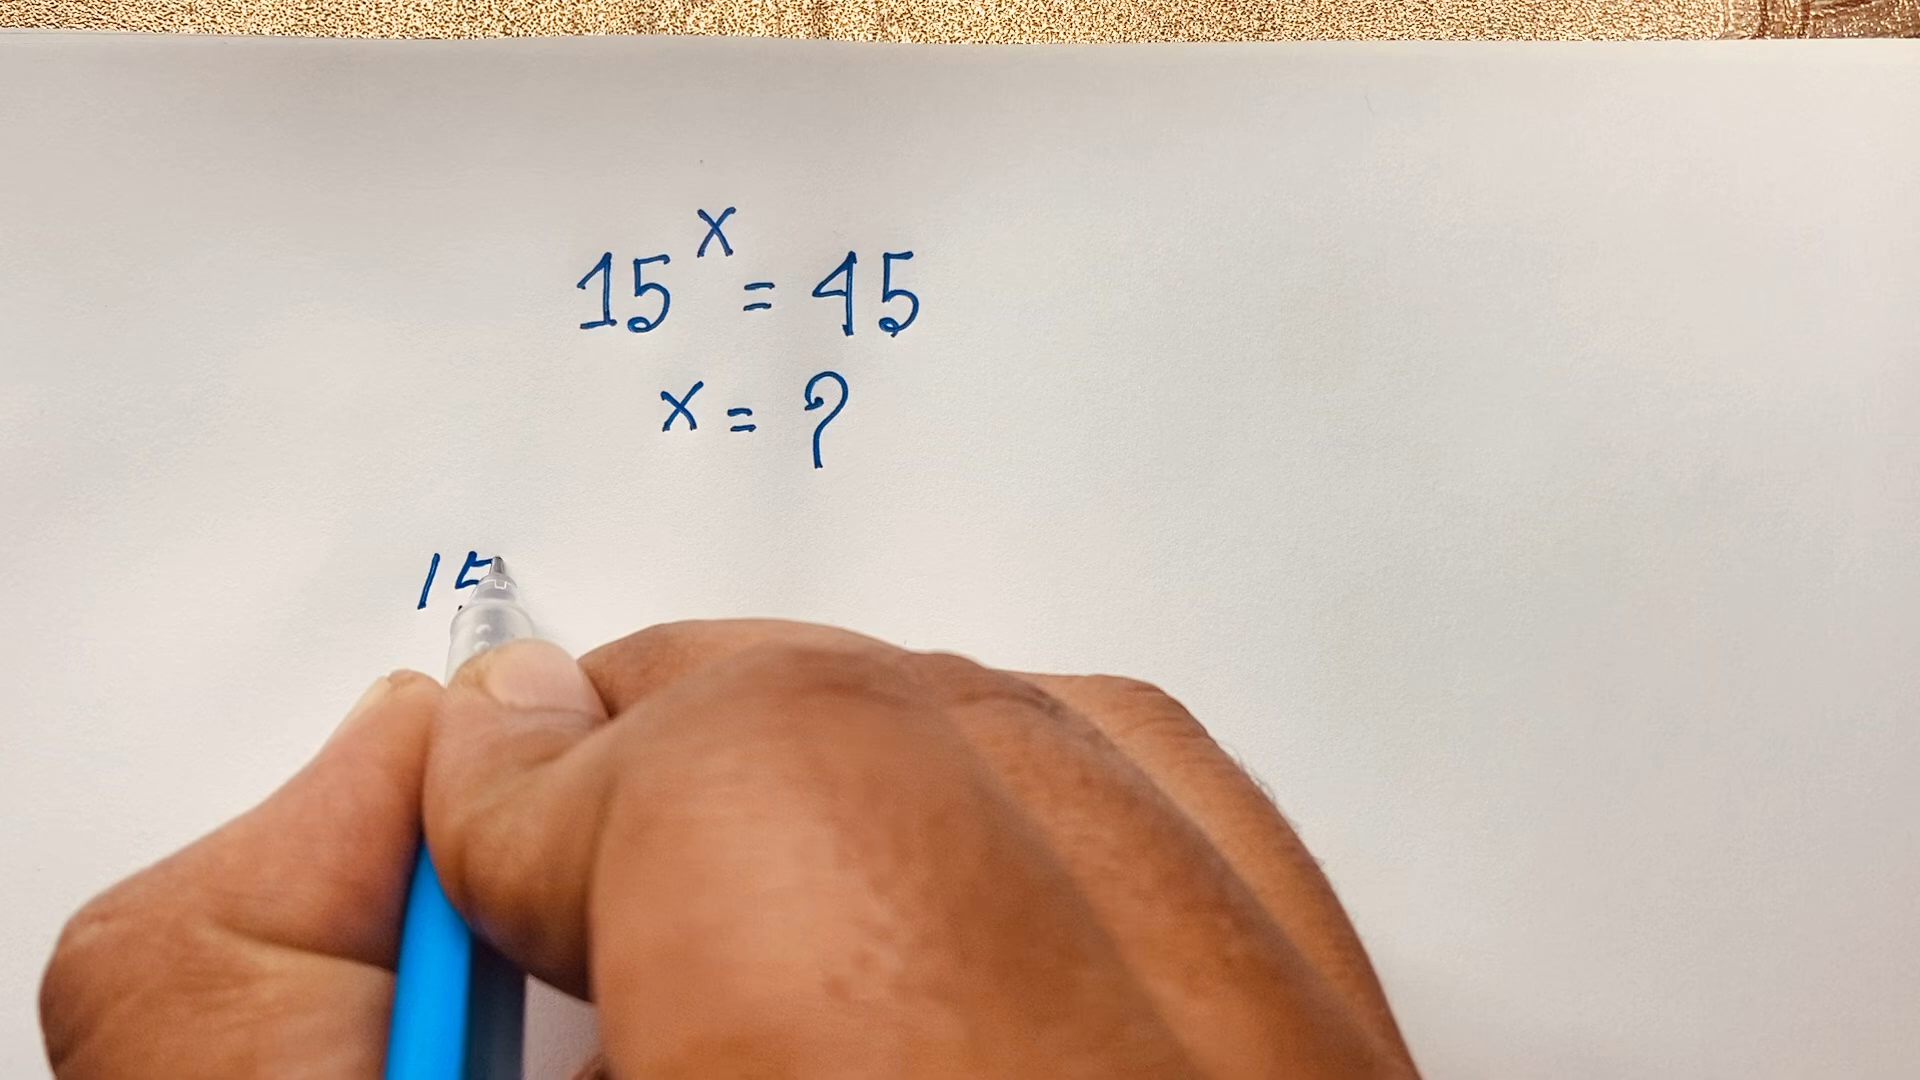 15^x = 45
x = ?
15